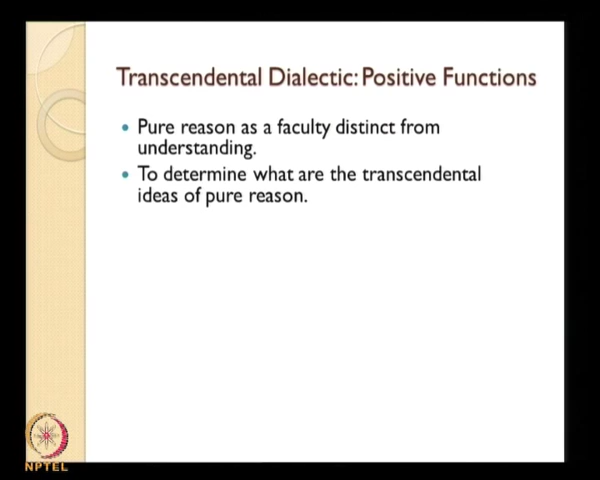 Transcendental Dialectic: Positive Functions
• Pure reason as a faculty distinct from
understanding.
• To determine what are the transcendental
ideas of pure reason.
NPTEL